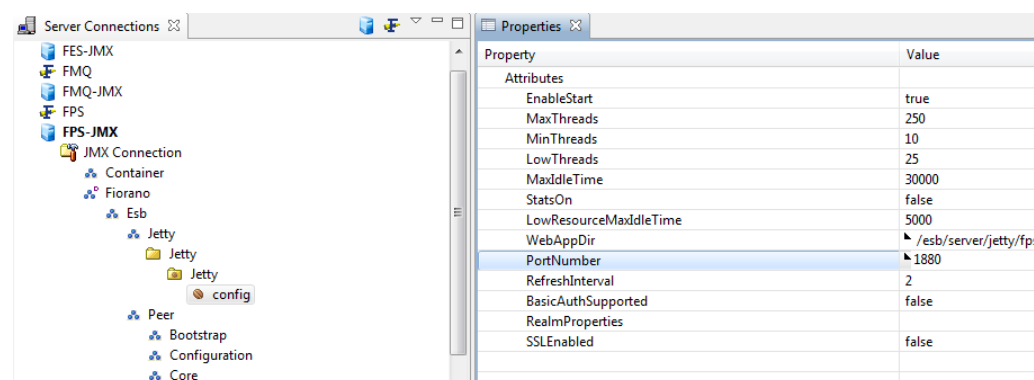 Server Connections
FES-JMX
FMQ
FMQ-JMX
FPS
FPS-JMX
JMX Connection
Container
Fiorano
Esb
Jetty
Jetty
Jetty
config
Peer
Bootstrap
Configuration
Core
Properties
Property Value
Attributes
EnableStart true
MaxThreads 250
MinThreads 10
LowThreads 25
MaxIdleTime 30000
StatsOn false
LowResourceMaxIdleTime 5000
WebAppDir /esb/server/jetty/fps
PortNumber 1880
RefreshInterval 2
BasicAuthSupported false
RealmProperties
SSLEnabled false